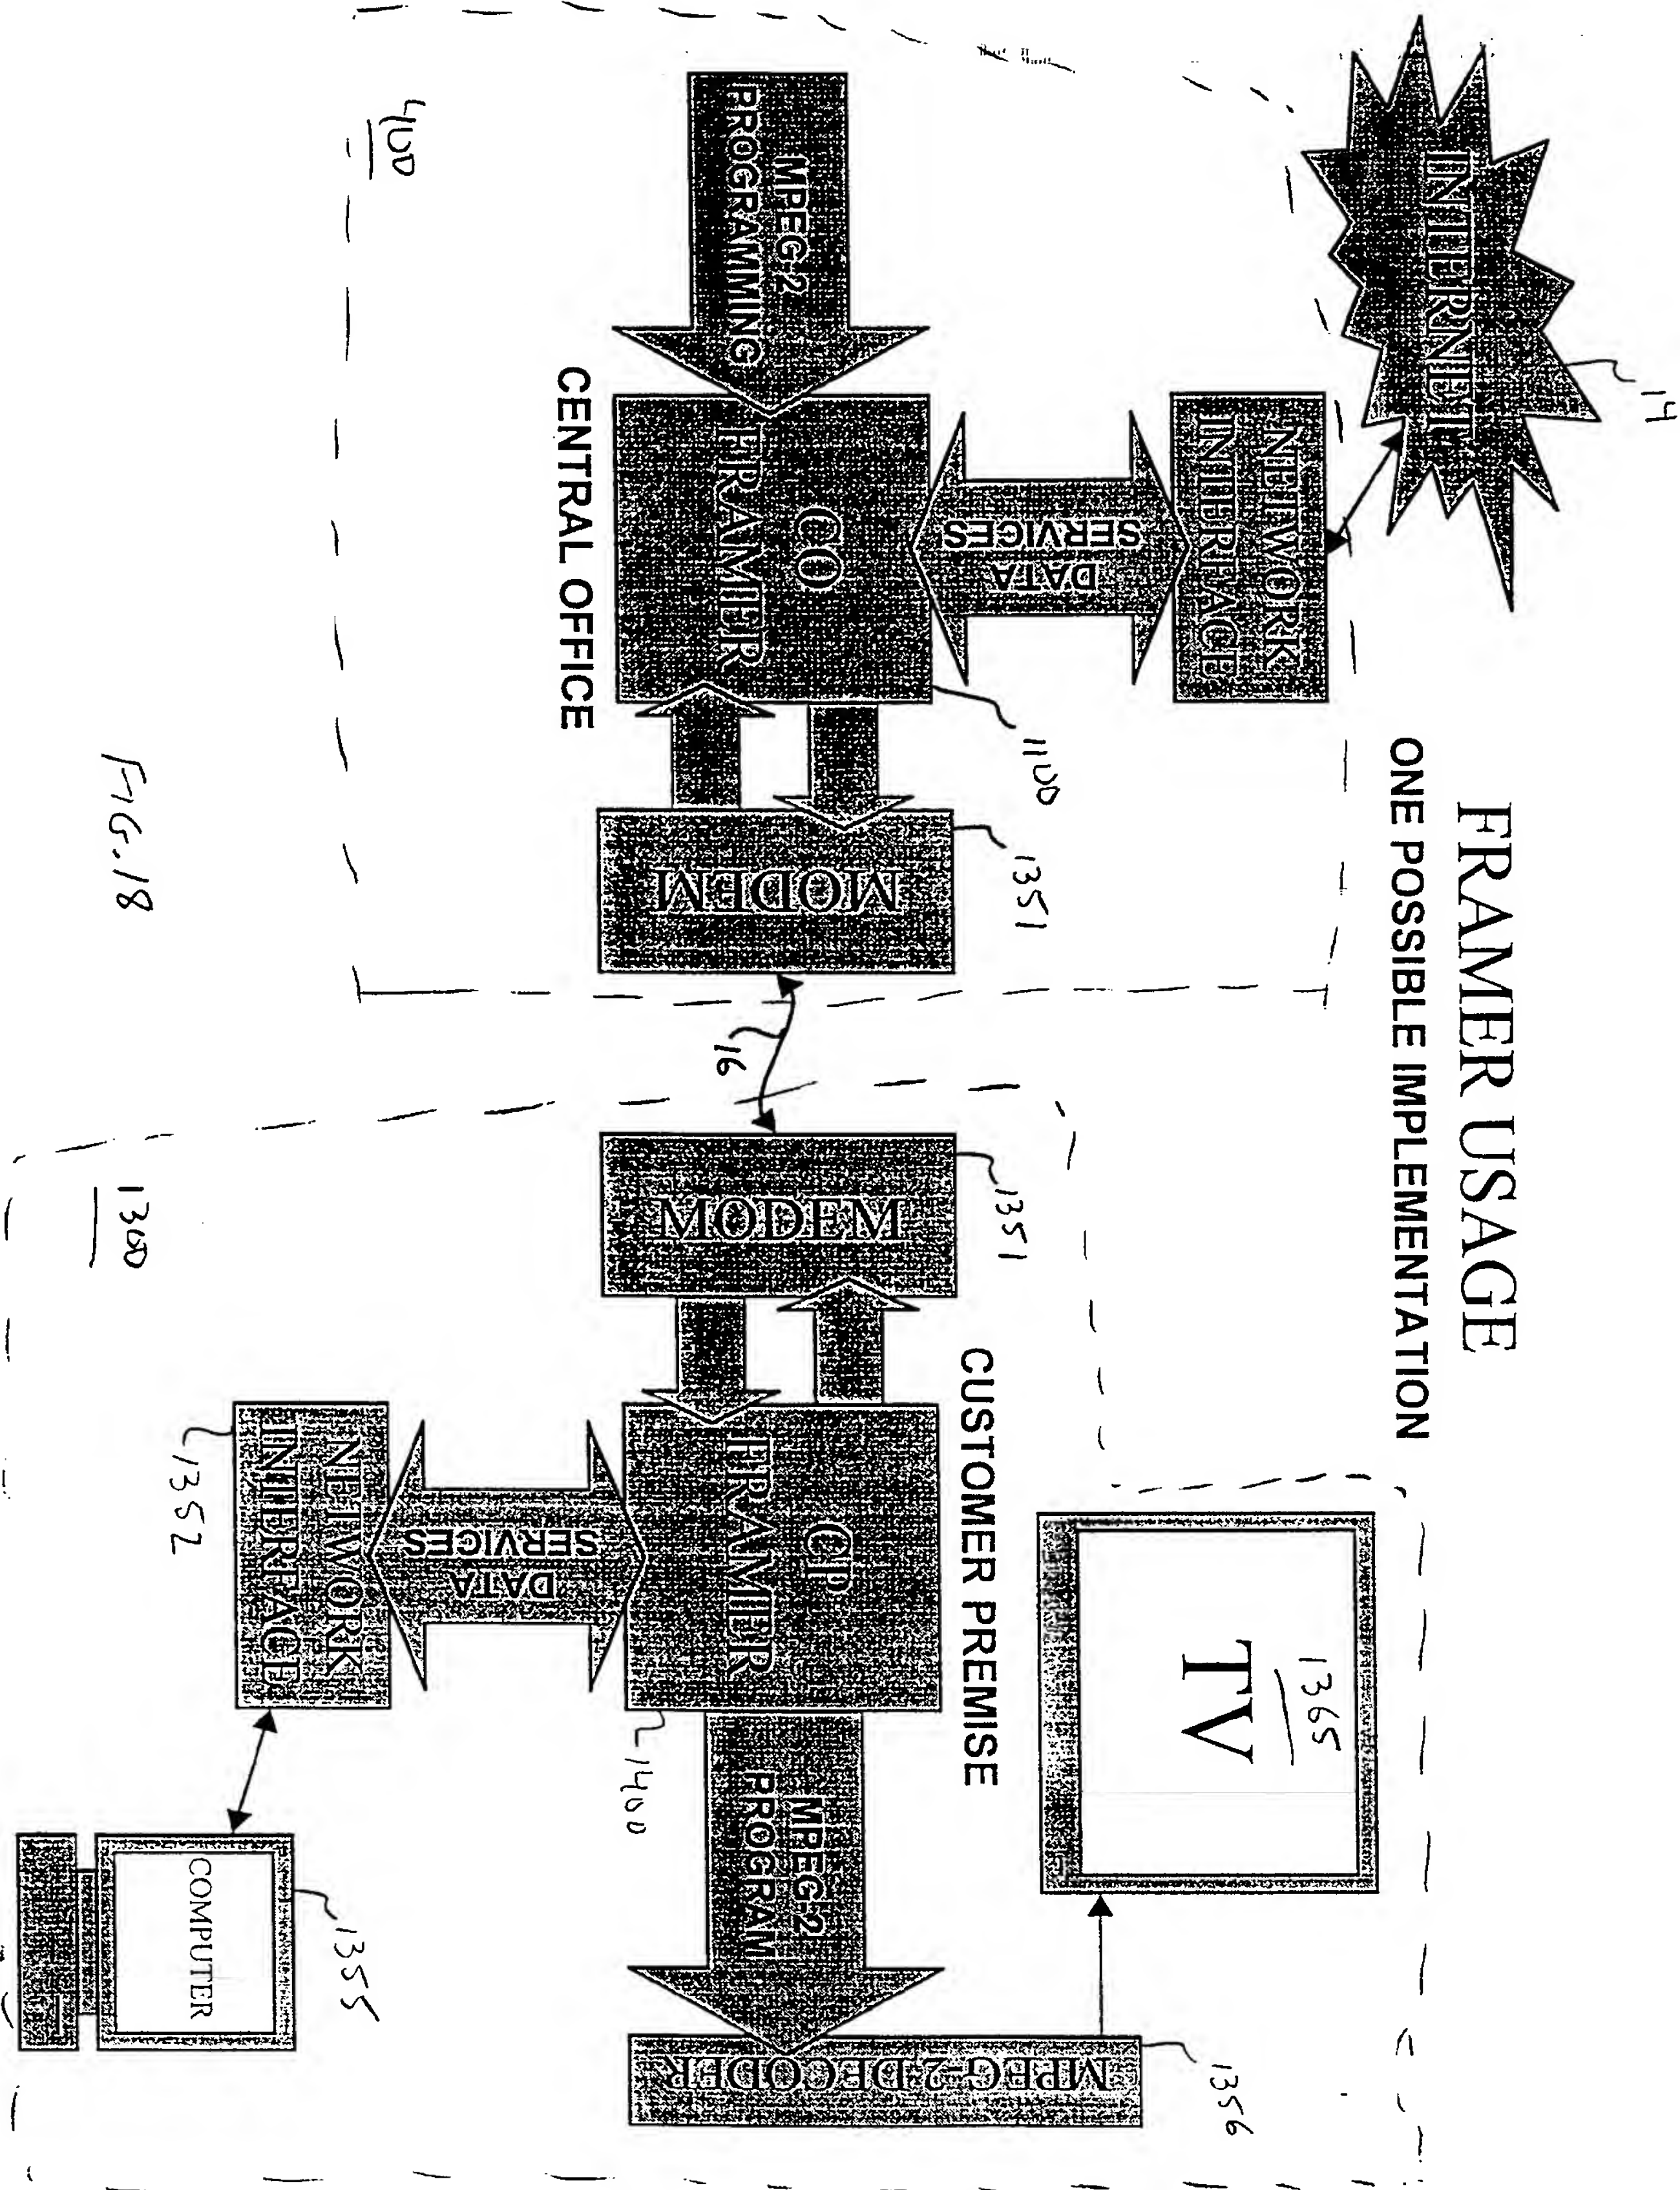 FRAMER USAGE
ONE POSSIBLE IMPLEMENTATION
INTERNET
14
NETWORK
INTERFACE
DATA
SERVICES
MPEG-2
PROGRAMMING
CO
FRAMER
1100
MODEM
1351
CENTRAL OFFICE
400
16
MODEM
1351
CUSTOMER PREMISE
CP
FRAMER
1400
MPEG-2
PROGRAM
MPEG-2 DECODER
1356
TV
1365
DATA
SERVICES
NETWORK
INTERFACE
1352
COMPUTER
1355
1300
FIG. 18